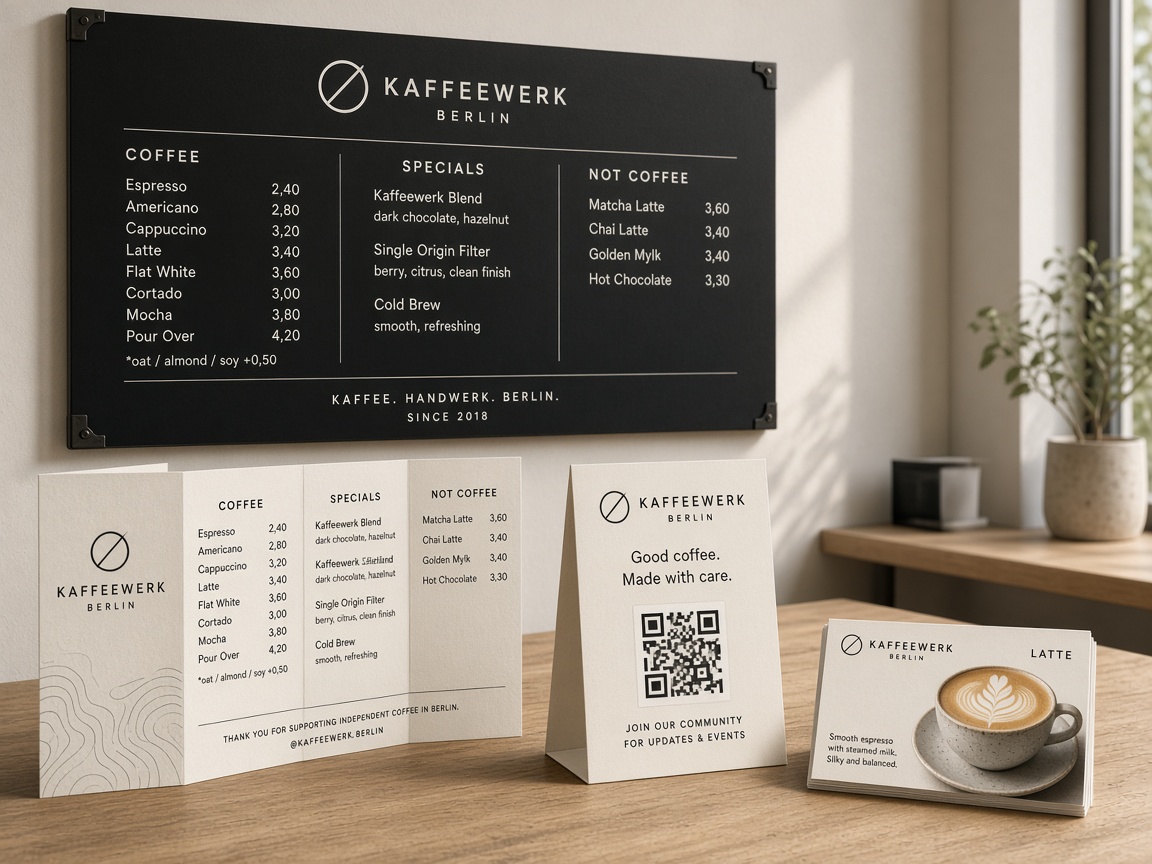 KAFFEEWERK
BERLIN
COFFEE
Espresso 2,40
Americano 2,80
Cappuccino 3,20
Latte 3,40
Flat White 3,60
Cortado 3,00
Mocha 3,80
Pour Over 4,20
*oat / almond / soy +0,50
SPECIALS
Kaffeewerk Blend
dark chocolate, hazelnut
Single Origin Filter
berry, citrus, clean finish
Cold Brew
smooth, refreshing
NOT COFFEE
Matcha Latte 3,60
Chai Latte 3,40
Golden Mylk 3,40
Hot Chocolate 3,30
KAFFEE. HANDWERK. BERLIN.
SINCE 2018
KAFFEEWERK
BERLIN
COFFEE
Espresso 2,40
Americano 2,80
Cappuccino 3,20
Latte 3,40
Flat White 3,60
Cortado 3,00
Mocha 3,80
Pour Over 4,20
*oat / almond / soy +0,50
SPECIALS
Kaffeewerk Blend
dark chocolate, hazelnut
Kaffeewerk
dark chocolate, hazelnut
Single Origin Filter
berry, citrus, clean finish
Cold Brew
smooth, refreshing
NOT COFFEE
Matcha Latte 3,60
Chai Latte 3,40
Golden Mylk 3,40
Hot Chocolate 3,30
THANK YOU FOR SUPPORTING INDEPENDENT COFFEE IN BERLIN.
@KAFFEEWERK.BERLIN
KAFFEEWERK
BERLIN
Good coffee.
Made with care.
JOIN OUR COMMUNITY
FOR UPDATES & EVENTS
KAFFEEWERK
BERLIN
LATTE
Smooth espresso
with steamed milk.
Silky and balanced.